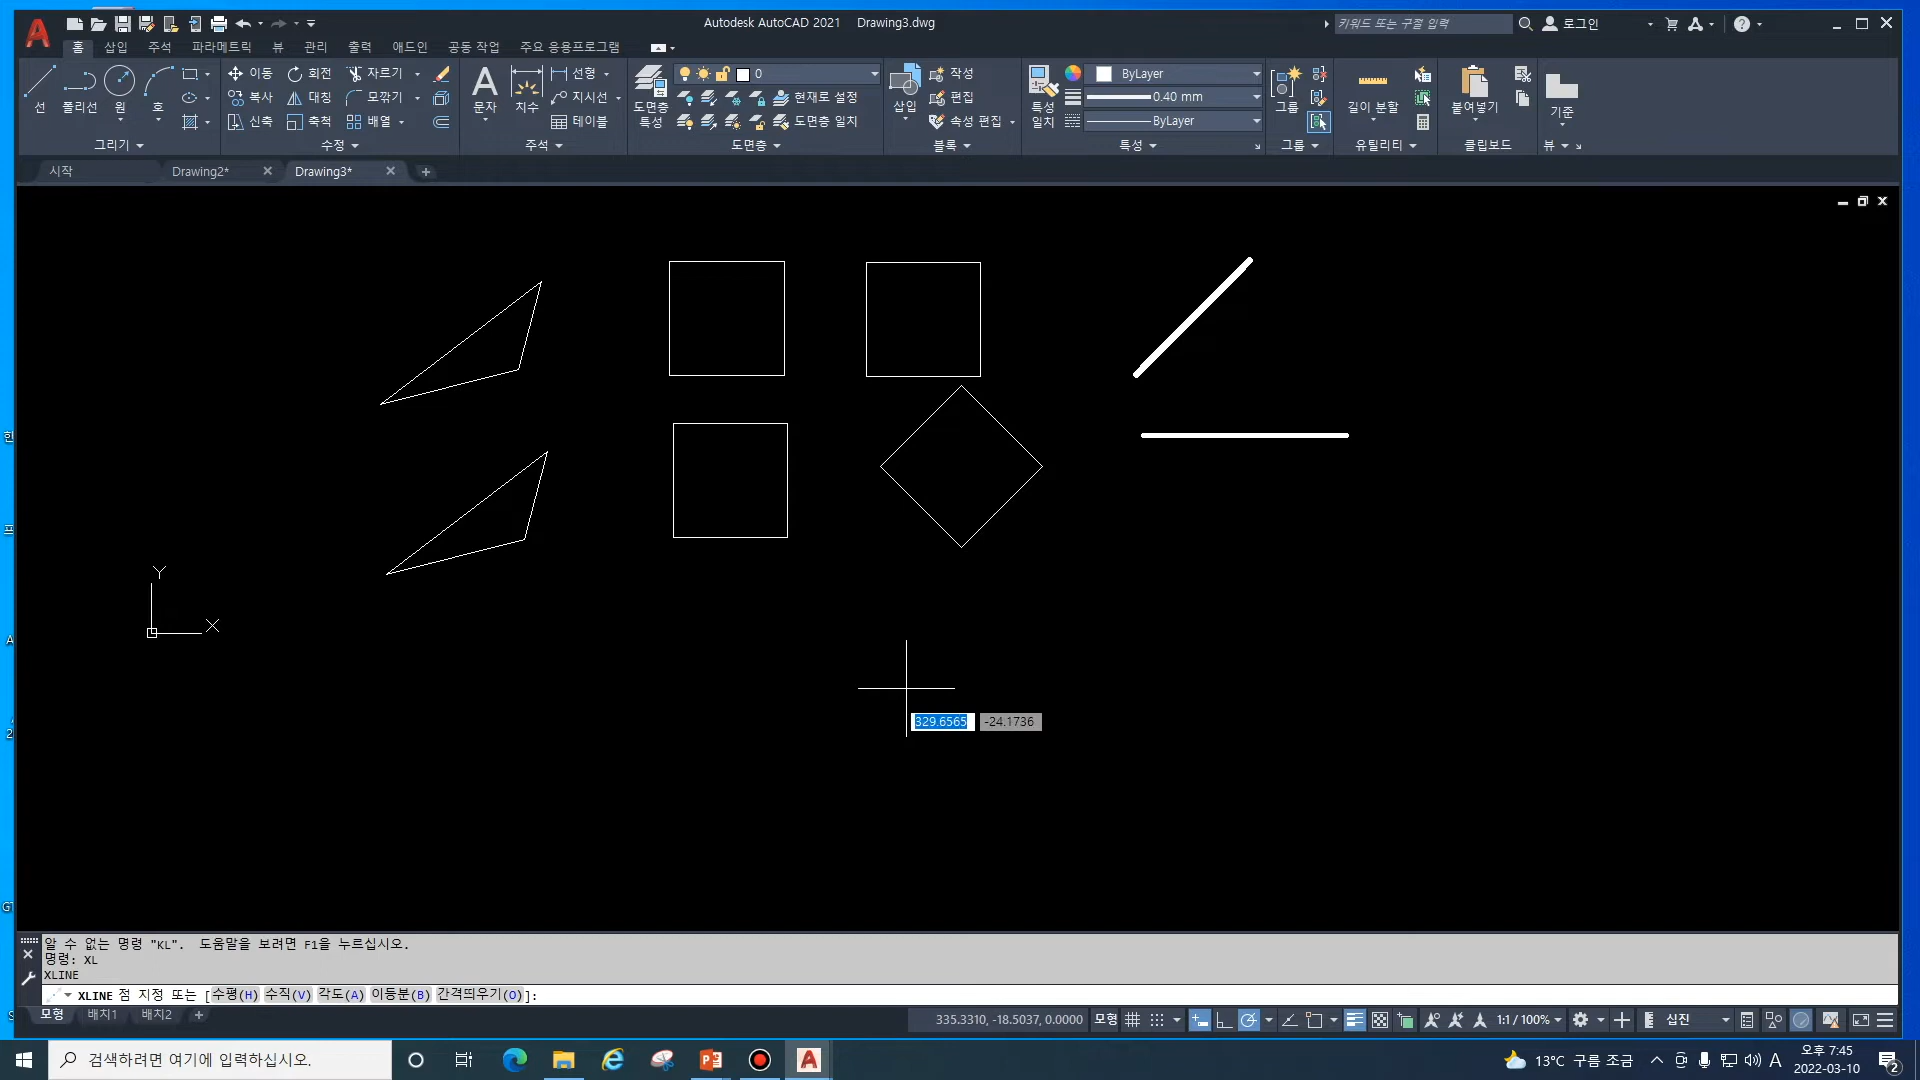 Autodesk AutoCAD 2021 Drawing3.dwg
키워드 또는 구절 입력
로그인
홈 삽입 주석 파라메트릭 뷰 관리 출력 애드인 공동 작업 주요 응용프로그램
선 폴리선 원 호
이동 회전 자르기
복사 대칭 모깎기
신축 축척 배열
문자 치수
선형
지시선
테이블
도면층 특성
0
현재로 설정
도면층 일치
삽입
작성
편집
속성 편집
특성 일치
ByLayer
0.40 mm
ByLayer
그룹
길이 분할
붙여넣기
기준
그리기 수정 주석 도면층 블록 특성 그룹 유틸리티 클립보드 뷰
시작 Drawing2* Drawing3*
Y
X
329.6565 -24.1736
알 수 없는 명령 "KL". 도움말을 보려면 F1을 누르십시오.
명령: XL
XLINE
XLINE 점 지정 또는 [수평(H) 수직(V) 각도(A) 이등분(B) 간격띄우기(O)]:
모형 배치1 배치2 +
335.3310, -18.5037, 0.0000 모형 1:1 / 100% 십진
검색하려면 여기에 입력하십시오.
13°C 구름 조금
A
오후 7:45
2022-03-10
2